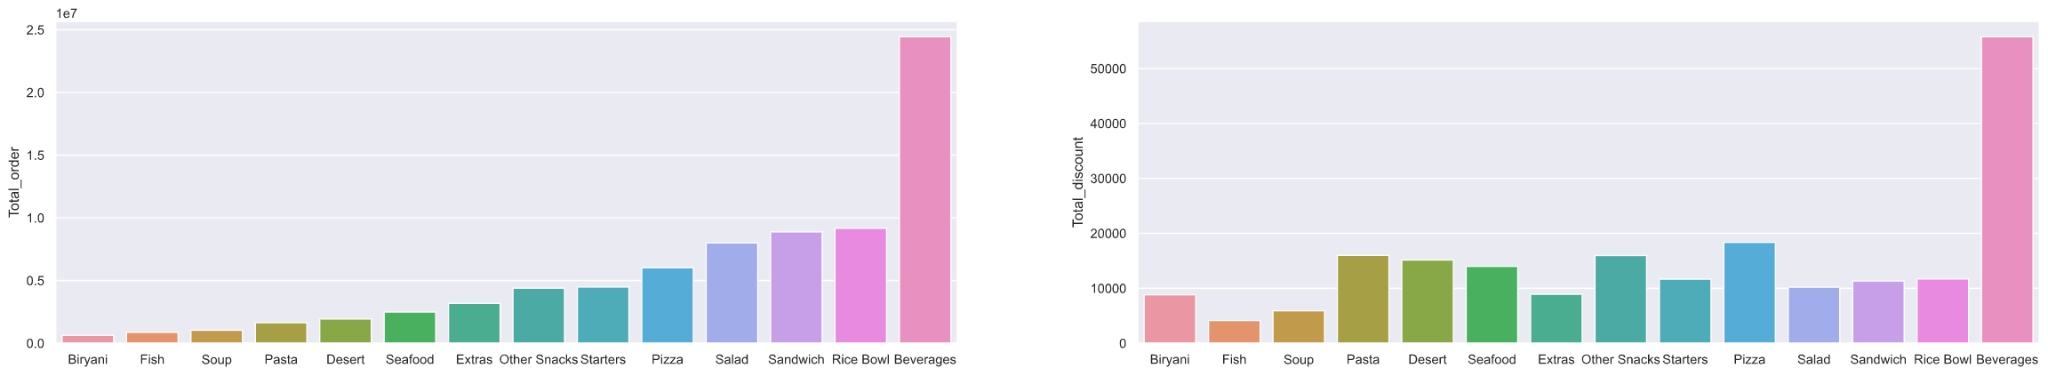 1e7
Total_order
2.5
2.0
1.5
1.0
0.5
0.0
Biryani Fish Soup Pasta Desert Seafood Extras Other Snacks Starters Pizza Salad Sandwich Rice Bowl Beverages
Total_discount
50000
40000
30000
20000
10000
0
Biryani Fish Soup Pasta Desert Seafood Extras Other Snacks Starters Pizza Salad Sandwich Rice Bowl Beverages